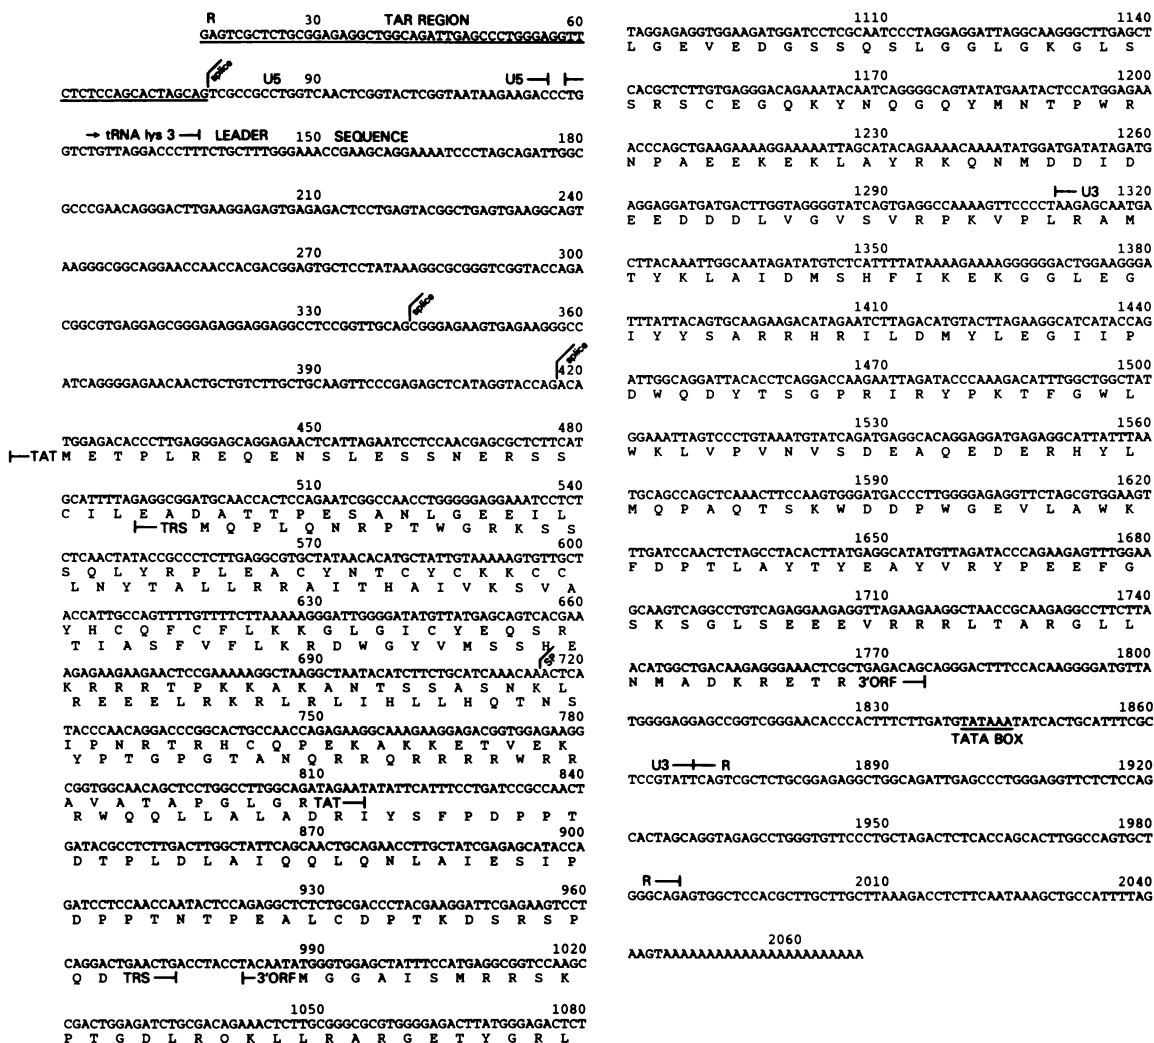 R 30 TAR REGION 60
GAGTCGCTCTGCGGAGAGGCTGGCAGATTGAGCCCTGGGAGGTT
splice U5 90 U5
CTCTCCAGCACTAGCAGTCGCCGCCTGGTCAACTCGGTACTCGGTAATAAGAAGACCCTG
→ tRNA lys 3 LEADER 150 SEQUENCE 180
GTCTGTTAGGACCCTTTCTGCTTTGGGAAACCGAAGCAGGAAAATCCCTAGCAGATTGGC
210 240
GCCCGAACAGGGACTTGAAGGAGAGTGAGAGACTCCTGAGTACGGCTGAGTGAAGGCAGT
270 300
AAGGGCGGCAGGAACCAACCACGACGGAGTGCTCCTATAAAGGCGCGGGTCGGTACCAGA
330 splice 360
CGGCGTGAGGAGCGGGAGAGGAGGAGGCCTCCGGTTGCAGCGGGAGAAGTGAGAAGGGCC
390 splice 420
ATCAGGGGAGAACAACTGCTGTCTTGCTGCAAGTTCCCGAGAGCTCATAGGTACCAGACA
450 480
TGGAGACACCCTTGAGGGAGCAGGAGAACTCATTAGAATCCTCCAACGAGCGCTCTTCAT
TAT M E T P L R E Q E N S L E S S N E R S S
510 540
GCATTTTAGAGGCGGATGCAACCACTCCAGAATCGGCCAACCTGGGGGAGGAAATCCTCT
C I L E A D A T T P E S A N L G E E I L
TRS M Q P L Q N R P T W G R K S S
570 600
CTCAACTATACCGCCCTCTTGAGGCGTGCTATAACACATGCTATTGTAAAAAGTGTTGCT
S Q L Y R P L E A C Y N T C Y C K K C C
L N Y T A L L R R A I T H A I V K S V A
630 660
ACCATTGCCAGTTTTGTTTTCTTAAAAAGGGATTGGGGATATGTTATGAGCAGTCACGAA
Y H C Q F C F L K K G L G I C Y E Q S R
T I A S F V F L K R D W G Y V M S S H E
690 720
AGAGAAGAAGAACTCCGAAAAAGGCTAAGGCTAATACATCTTCTGCATCAAACAAACTCA
K R R R T P K K A K A N T S S A S N K L
R E E E L R K R L R L I H L L H Q T N S
750 780
TACCCAACAGGACCCGGCACTGCCAACCAGAGAAGGCAAAGAAGGAGACGGTGGAGAAGG
I P N R T R H C Q P E K A K K E T V E K
Y P T G P G T A N Q R R Q R R R R W R R
810 840
CGGTGGCAACAGCTCCTGGCCTTGGCAGATAGAATATATTCATTTCCTGATCCGCCAACT
A V A T A P G L G R TAT
R W Q Q L L A L A D R I Y S F P D P P T
870 900
GATACGCCTCTTGACTTGGCTATTCAGCAACTGCAGAACCTTGCTATCGAGAGCATACCA
D T P L D L A I Q Q L Q N L A I E S I P
930 960
GATCCTCCAACCAATACTCCAGAGGCTCTCTGCGACCCTACGAAGGATTCGAGAAGTCCT
D P P T N T P E A L C D P T K D S R S P
990 1020
CAGGACTGAACTGACCTACCTACAATATGGGTGGAGCTATTTCCATGAGGCGGTCCAAGC
Q D TRS 3'ORF M G G A I S M R R S K
1050 1080
CGACTGGAGATCTGCGACAGAAACTCTTGCGGGCGCGTGGGGAGACTTATGGGAGACTCT
P T G D L R Q K L L R A R G E T Y G R L
1110 1140
TAGGAGAGGTGGAAGATGGATCCTCGCAATCCCTAGGAGGATTAGGCAAGGGCTTGAGCT
L G E V E D G S S Q S L G G L G K G L S
1170 1200
CACGCTCTTGTGAGGGACAGAAATACAATCAGGGGCAGTATATGAATACTCCATGGAGAA
S R S C E G Q K Y N Q G Q Y M N T P W R
1230 1260
ACCCAGCTGAAGAAAAGGAAAAATTAGCATACAGAAAACAAAATATGGATGATATAGATG
N P A E E K E K L A Y R K Q N M D D I D
1290 U3 1320
AGGAGGATGATGACTTGGTAGGGGTATCAGTGAGGCCAAAAGTTCCCCTAAGAGCAATGA
E E D D D L V G V S V R P K V P L R A M
1350 1380
CTTACAAATTGGCAATAGATATGTCTCATTTTATAAAAGAAAAGGGGGGACTGGAAGGGA
T Y K L A I D M S H F I K E K G G L E G
1410 1440
TTTATTACAGTGCAAGAAGACATAGAATCTTAGACATGTACTTAGAAGGCATCATACCAG
I Y Y S A R R H R I L D M Y L E G I I P
1470 1500
ATTGGCAGGATTACACCTCAGGACCAAGAATTAGATACCCAAAGACATTTGGCTGGCTAT
D W Q D Y T S G P R I R Y P K T F G W L
1530 1560
GGAAATTAGTCCCTGTAAATGTATCAGATGAGGCACAGGAGGATGAGAGGCATTATTTAA
W K L V P V N V S D E A Q E D E R H Y L
1590 1620
TGCAGCCAGCTCAAACTTCCAAGTGGGATGACCCTTGGGGAGAGGTTCTAGCGTGGAAGT
M Q P A Q T S K W D D P W G E V L A W K
1650 1680
TTGATCCAACTCTAGCCTACACTTATGAGGCATATGTTAGATACCCAGAAGAGTTTGGAA
F D P T L A Y T Y E A Y V R Y P E E F G
1710 1740
GCAAGTCAGGCCTGTCAGAGGAAGAGGTTAGAAGAAGGCTAACCGCAAGAGGCCTTCTTA
S K S G L S E E E V R R R L T A R G L L
1770 1800
ACATGGCTGACAAGAGGGAAACTCGCTGAGACAGCAGGGACTTTCCACAAGGGGATGTTA
N M A D K R E T R 3'ORF
1830 1860
TGGGGAGGAGCCGGTCGGGAACACCCACTTTCTTGATGTATAAATATCACTGCATTTCGC
TATA BOX
U3 R 1890 1920
TCCGTATTCAGTCGCTCTGCGGAGAGGCTGGCAGATTGAGCCCTGGGAGGTTCTCTCCAG
1950 1980
CACTAGCAGGTAGAGCCTGGGTGTTCCCTGCTAGACTCTCACCAGCACTTGGCCAGTGCT
R 2010 2040
GGGCAGAGTGGCTCCACGCTTGCTTGCTTAAAGACCTCTTCAATAAAGCTGCCATTTTAG
2060
AAGTAAAAAAAAAAAAAAAAAAAAAAA